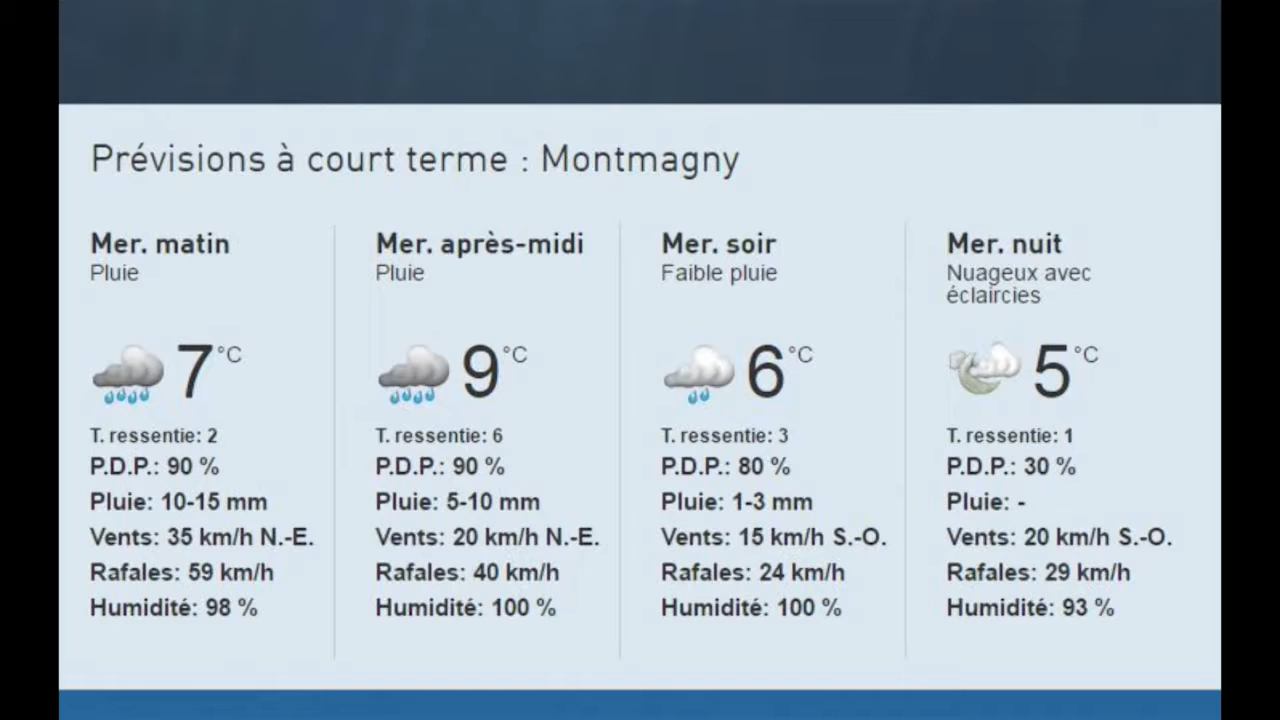 Prévisions à court terme : Montmagny
Mer. matin
Pluie
7 °C
T. ressentie: 2
P.D.P.: 90 %
Pluie: 10-15 mm
Vents: 35 km/h N.-E.
Rafales: 59 km/h
Humidité: 98 %
Mer. après-midi
Pluie
9 °C
T. ressentie: 6
P.D.P.: 90 %
Pluie: 5-10 mm
Vents: 20 km/h N.-E.
Rafales: 40 km/h
Humidité: 100 %
Mer. soir
Faible pluie
6 °C
T. ressentie: 3
P.D.P.: 80 %
Pluie: 1-3 mm
Vents: 15 km/h S.-O.
Rafales: 24 km/h
Humidité: 100 %
Mer. nuit
Nuageux avec
éclaircies
5 °C
T. ressentie: 1
P.D.P.: 30 %
Pluie: -
Vents: 20 km/h S.-O.
Rafales: 29 km/h
Humidité: 93 %